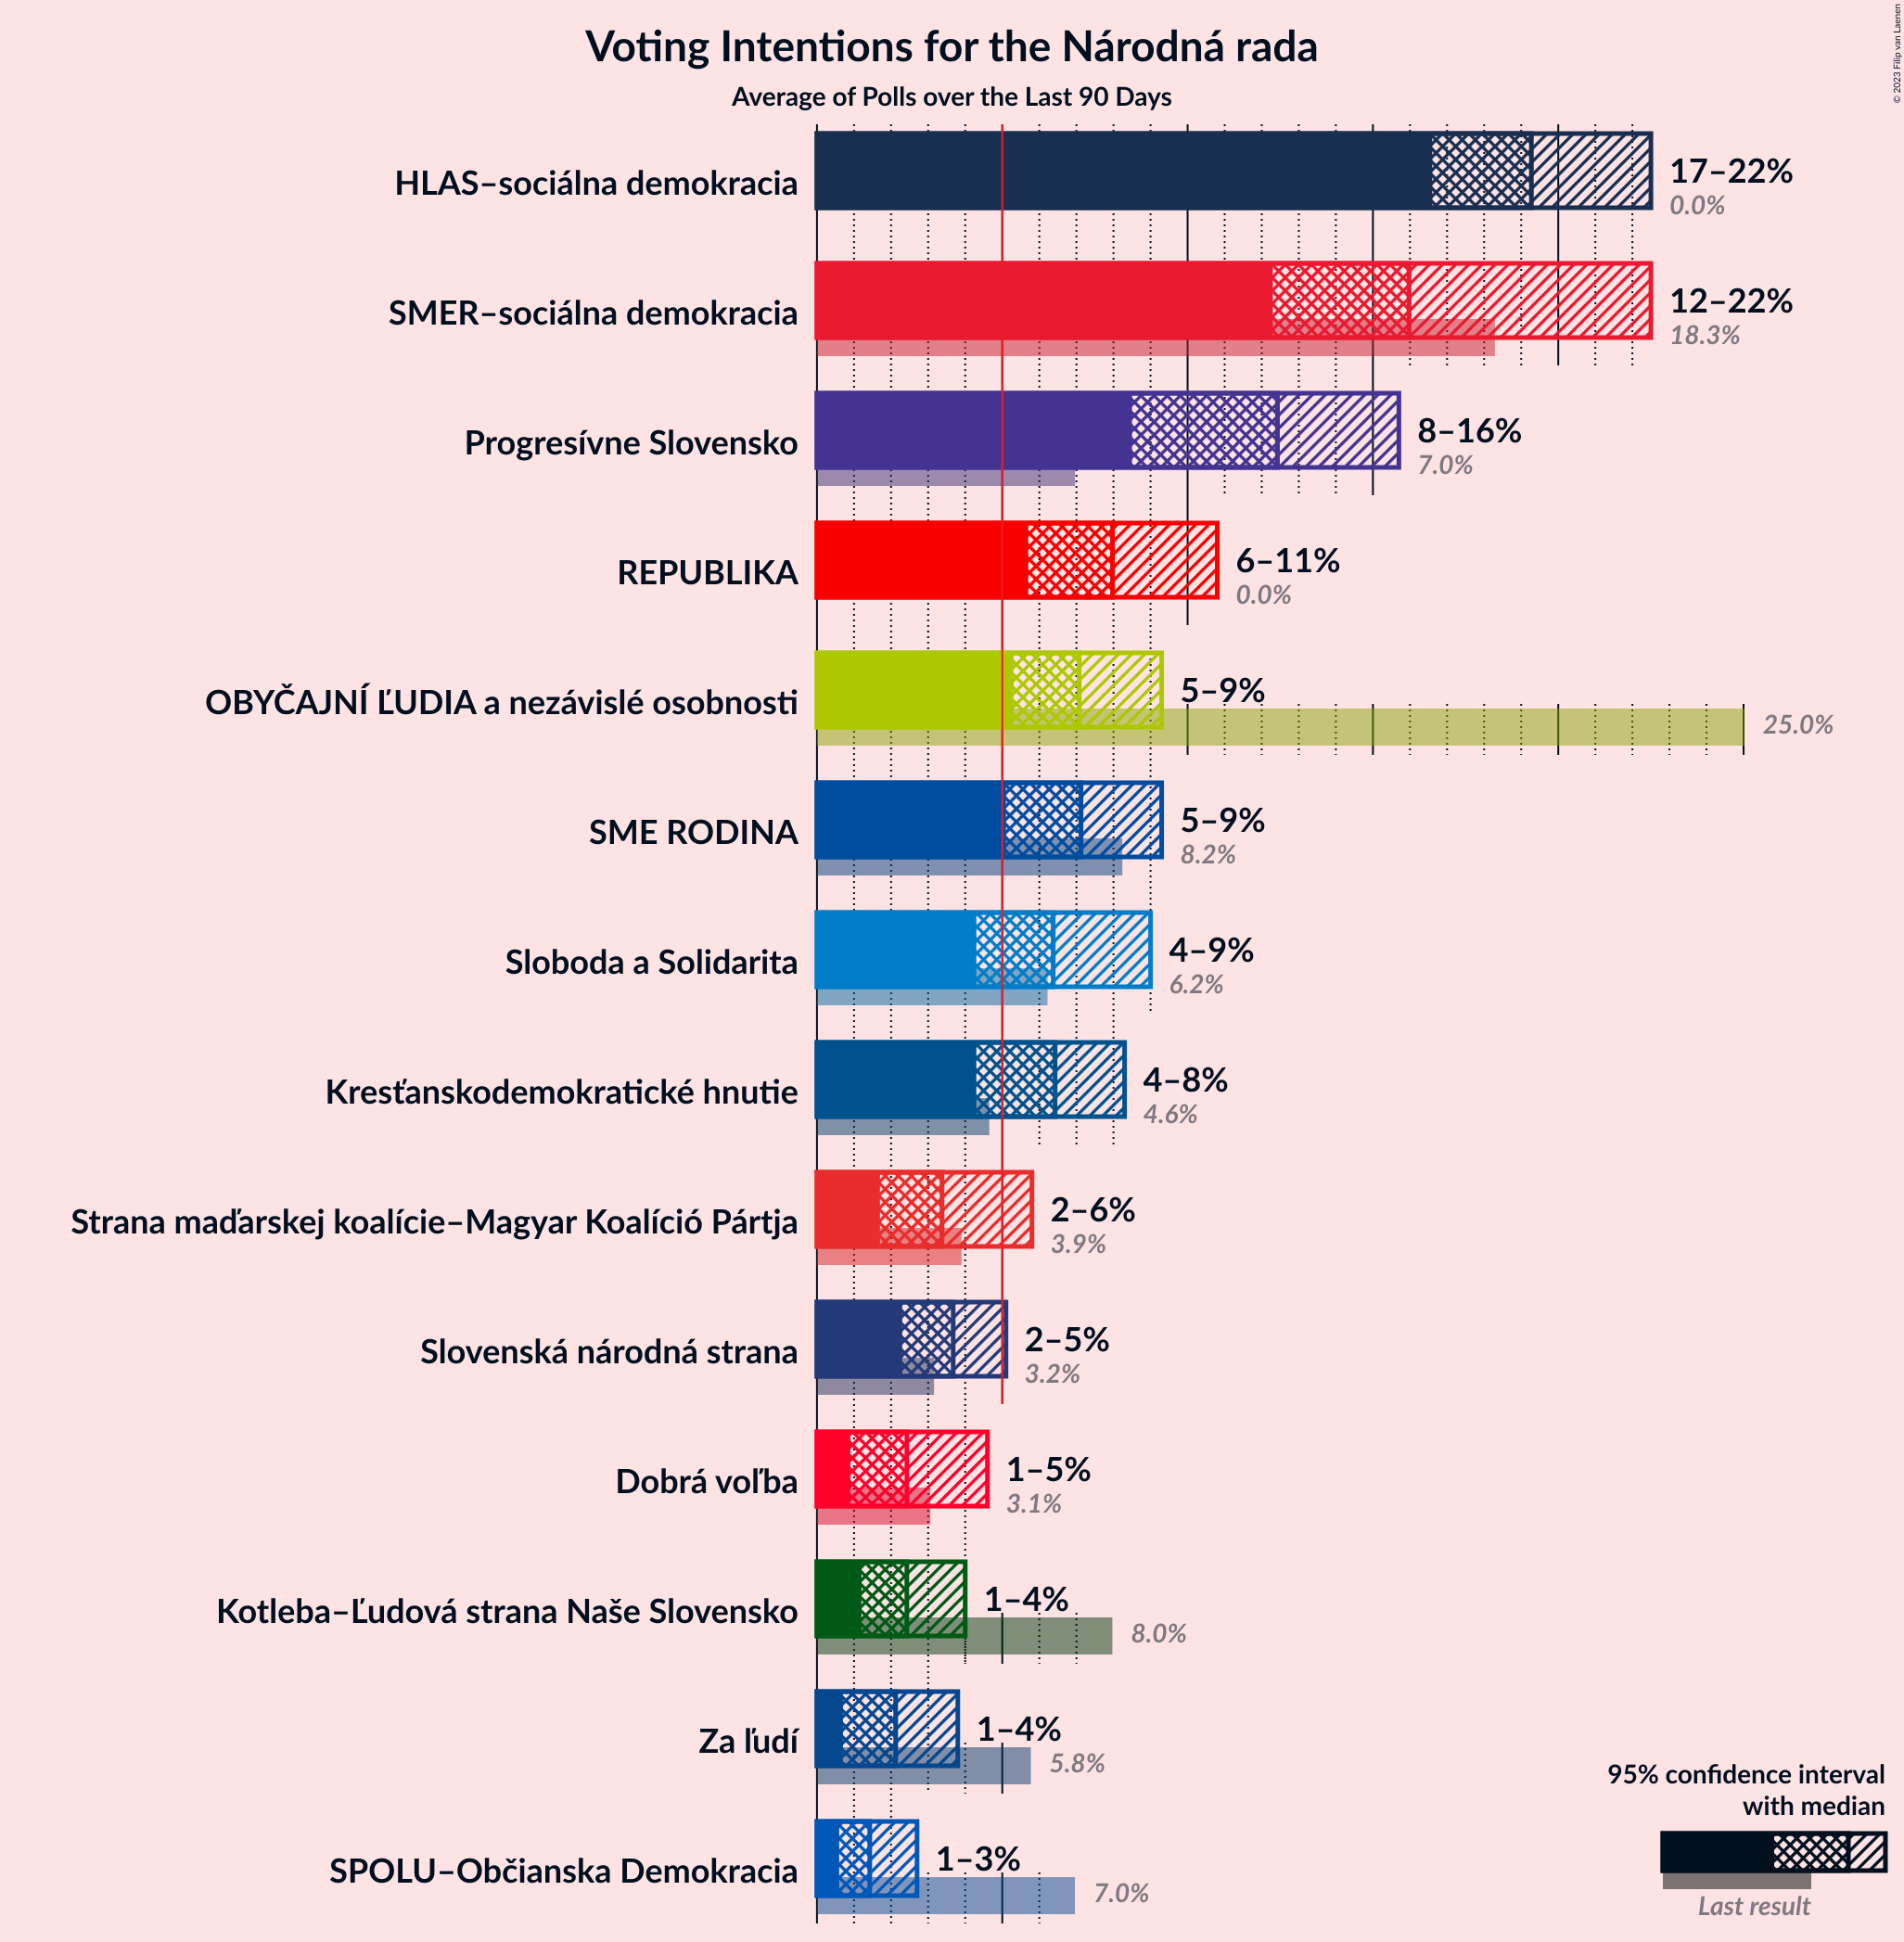 Voting Intentions for the Národná rada
Average of Polls over the Last 90 Days
© 2023 Filip van Laenen
HLAS–sociálna demokracia
17–22%
0.0%
SMER–sociálna demokracia
12–22%
18.3%
Progresívne Slovensko
8–16%
7.0%
REPUBLIKA
6–11%
0.0%
OBYČAJNÍ ĽUDIA a nezávislé osobnosti
5–9%
25.0%
SME RODINA
5–9%
8.2%
Sloboda a Solidarita
4–9%
6.2%
Kresťanskodemokratické hnutie
4–8%
4.6%
Strana maďarskej koalície–Magyar Koalíció Pártja
2–6%
3.9%
Slovenská národná strana
2–5%
3.2%
Dobrá voľba
1–5%
3.1%
Kotleba–Ľudová strana Naše Slovensko
1–4%
8.0%
Za ľudí
1–4%
5.8%
SPOLU–Občianska Demokracia
1–3%
7.0%
95% confidence interval
with median
Last result